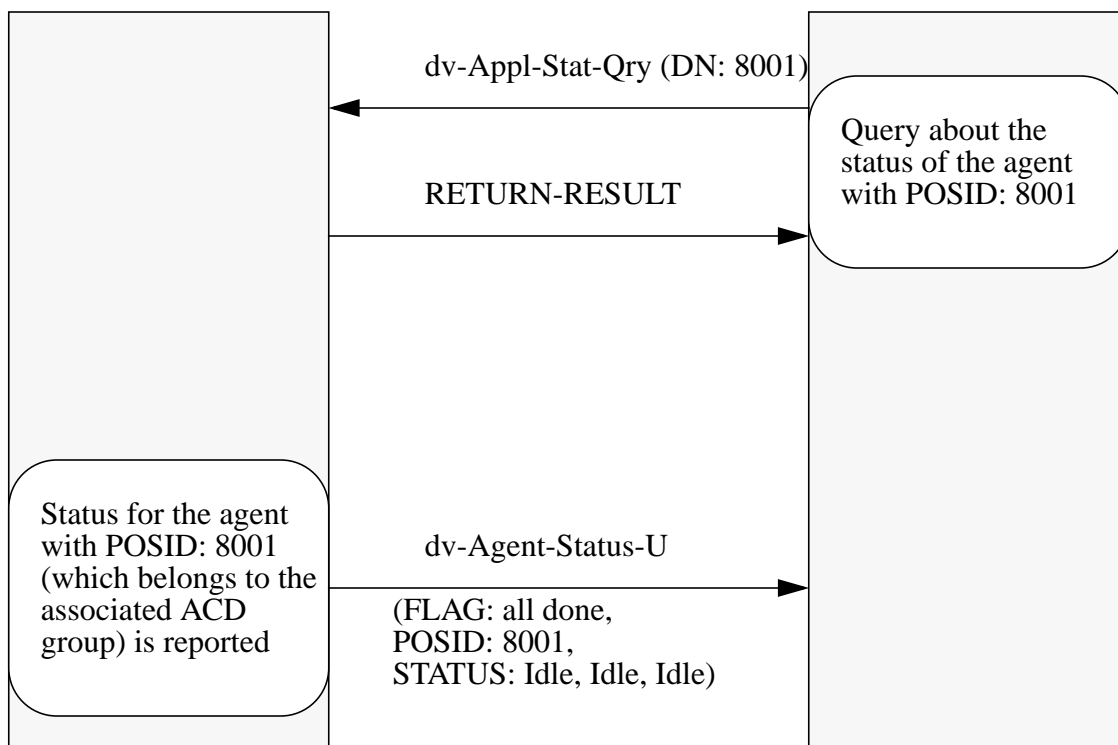 dv-Appl-Stat-Qry (DN: 8001)
Query about the
status of the agent
with POSID: 8001
RETURN-RESULT
Status for the agent
with POSID: 8001
(which belongs to the
associated ACD
group) is reported
dv-Agent-Status-U
(FLAG: all done,
POSID: 8001,
STATUS: Idle, Idle, Idle)